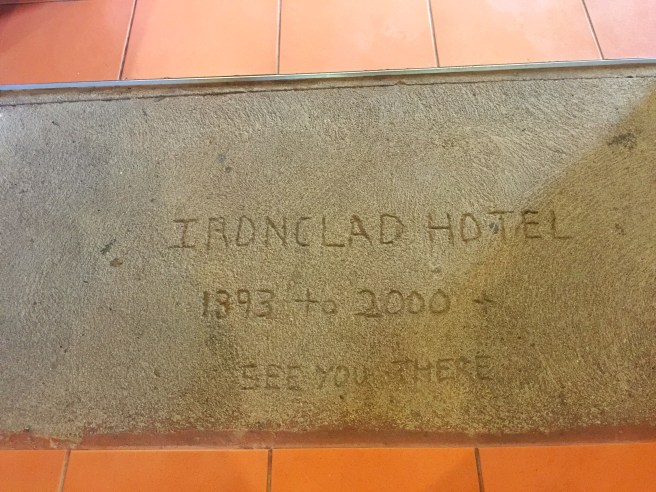 IRONCLAD HOTEL
1893 to 2000 +
SEE YOU THERE